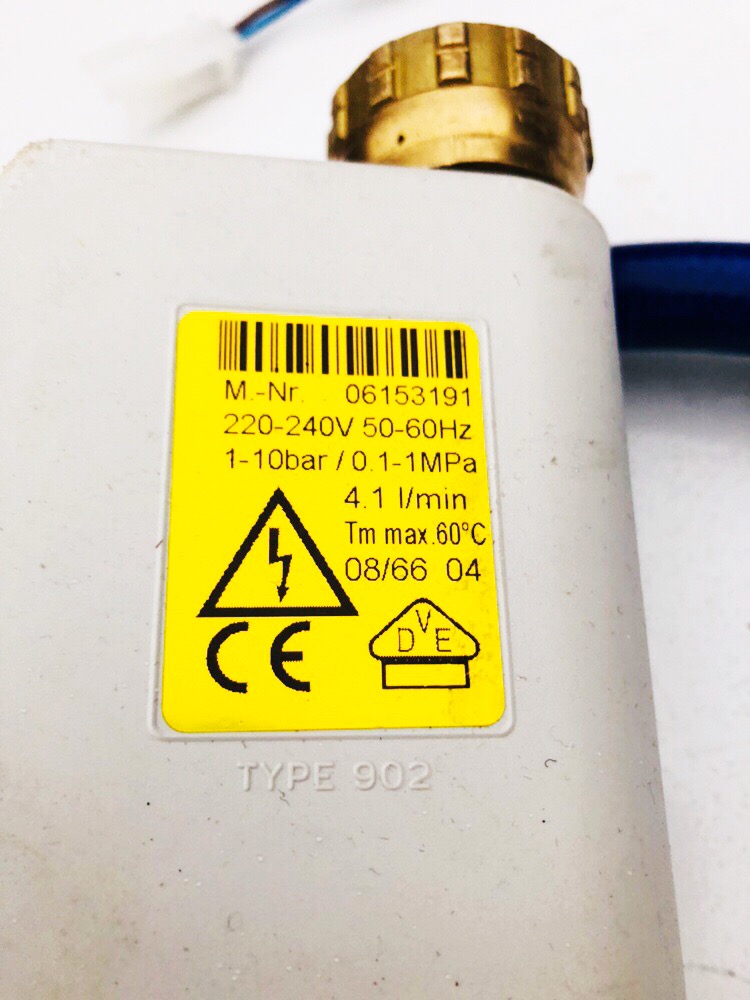 M.-Nr. 06153191
220-240V 50-60Hz
1-10bar / 0.1-1MPa
4.1 l/min
Tm max.60°C
08/66 04
CE
DVE
TYPE 902